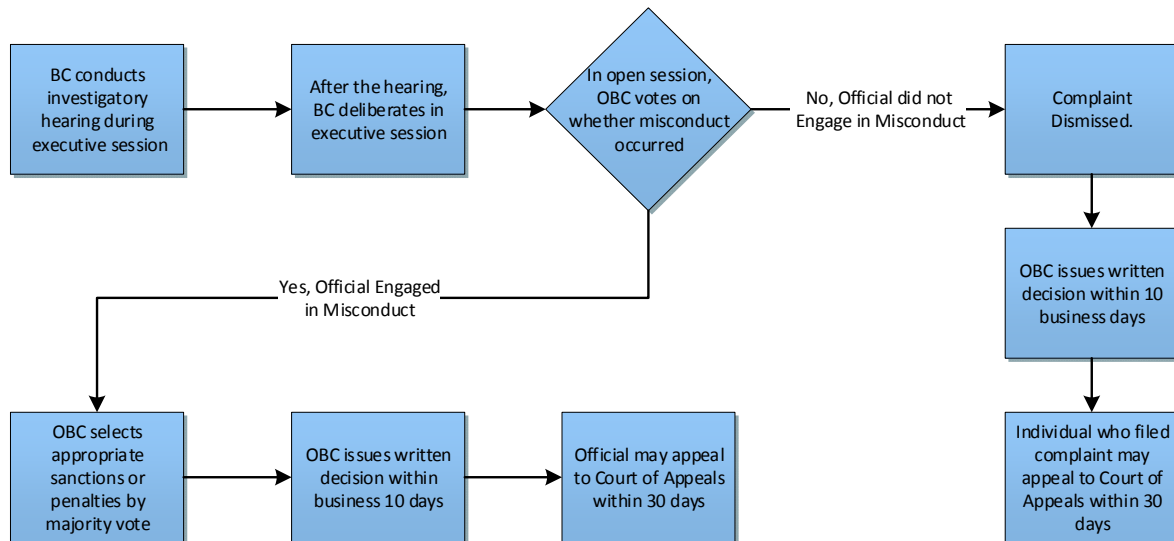 BC conducts
investigatory
hearing during
executive session
After the hearing,
BC deliberates in
executive session
In open session,
OBC votes on
whether misconduct
occurred
No, Official did not
Engage in Misconduct
Complaint
Dismissed.
OBC issues written
decision within 10
business days
Individual who filed
complaint may
appeal to Court of
Appeals within 30
days
Yes, Official Engaged
in Misconduct
OBC selects
appropriate
sanctions or
penalties by
majority vote
OBC issues written
decision within
business 10 days
Official may appeal
to Court of Appeals
within 30 days